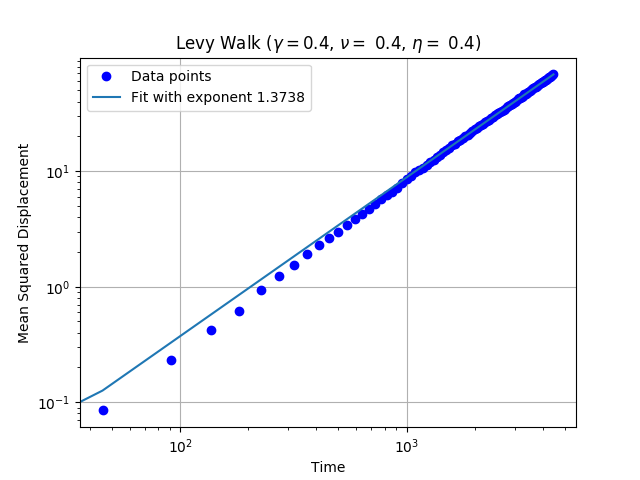 Levy Walk (γ = 0.4, ν = 0.4, η = 0.4)
Data points
Fit with exponent 1.3738
Mean Squared Displacement
10¹
10⁰
10⁻¹
10² 10³
Time